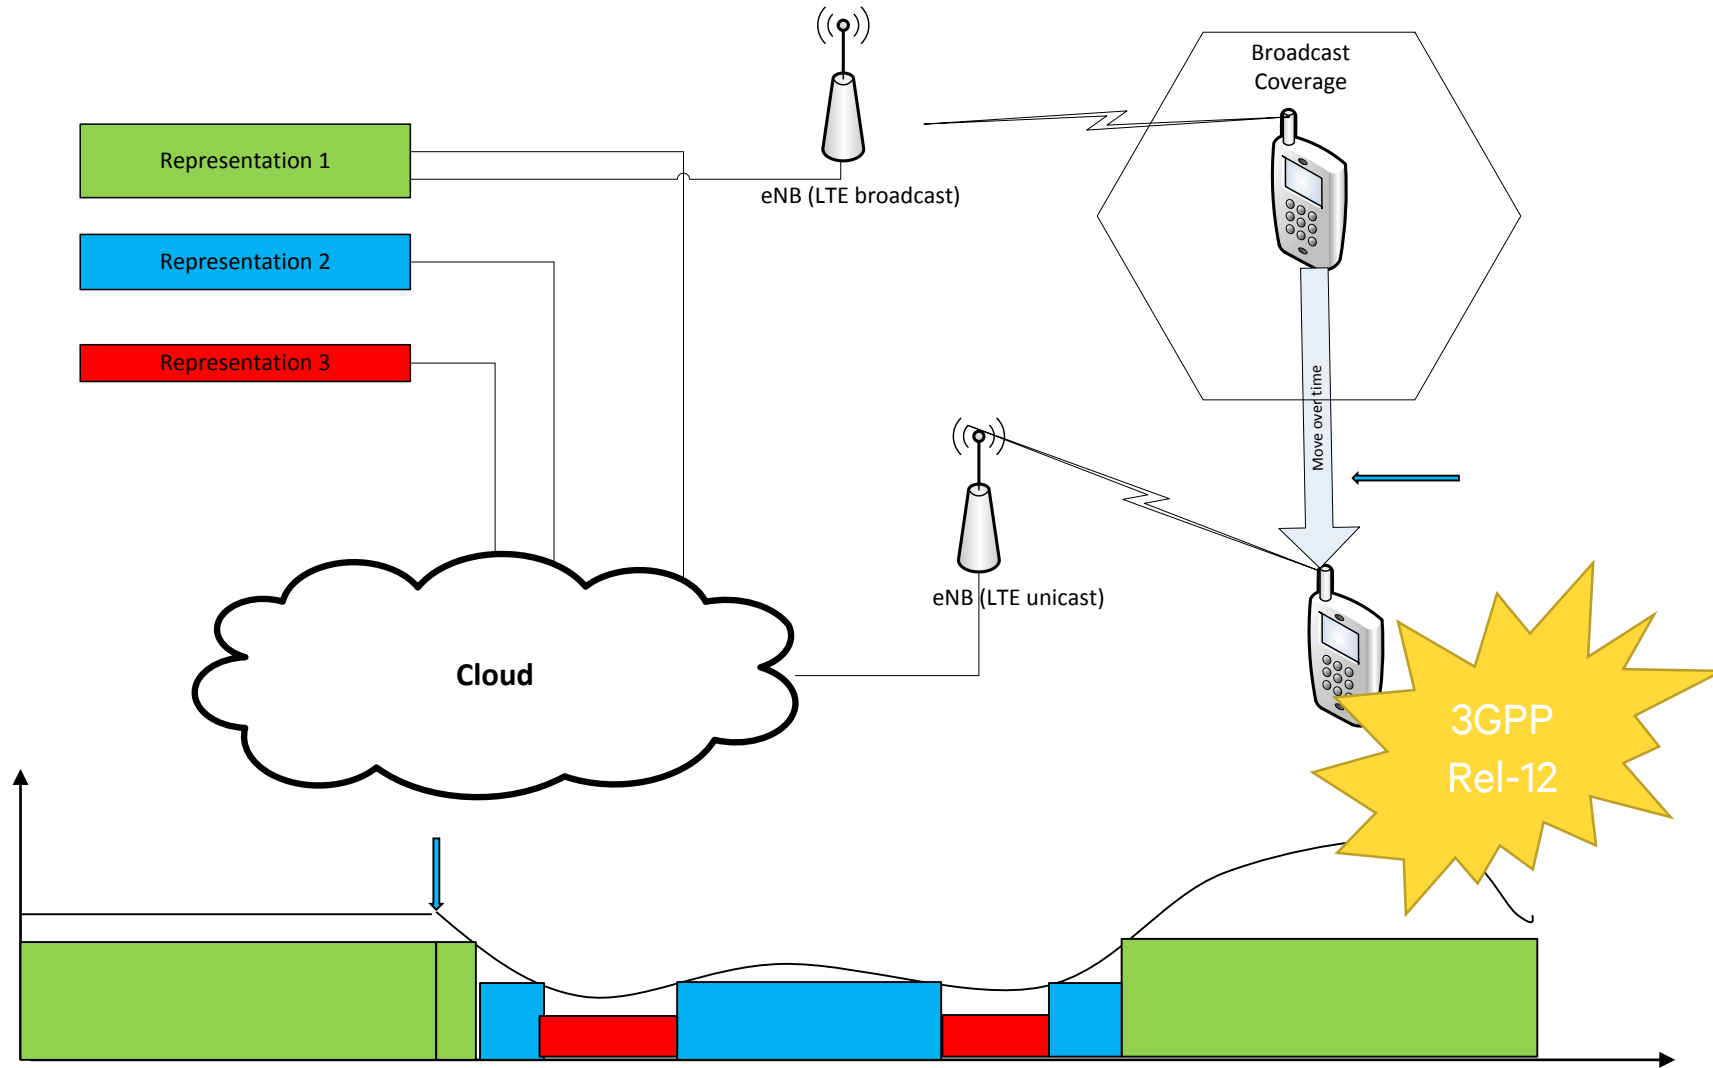 Broadcast
Coverage
Representation 1
eNB (LTE broadcast)
Representation 2
Representation 3
Move over time
eNB (LTE unicast)
Cloud
3GPP
Rel-12